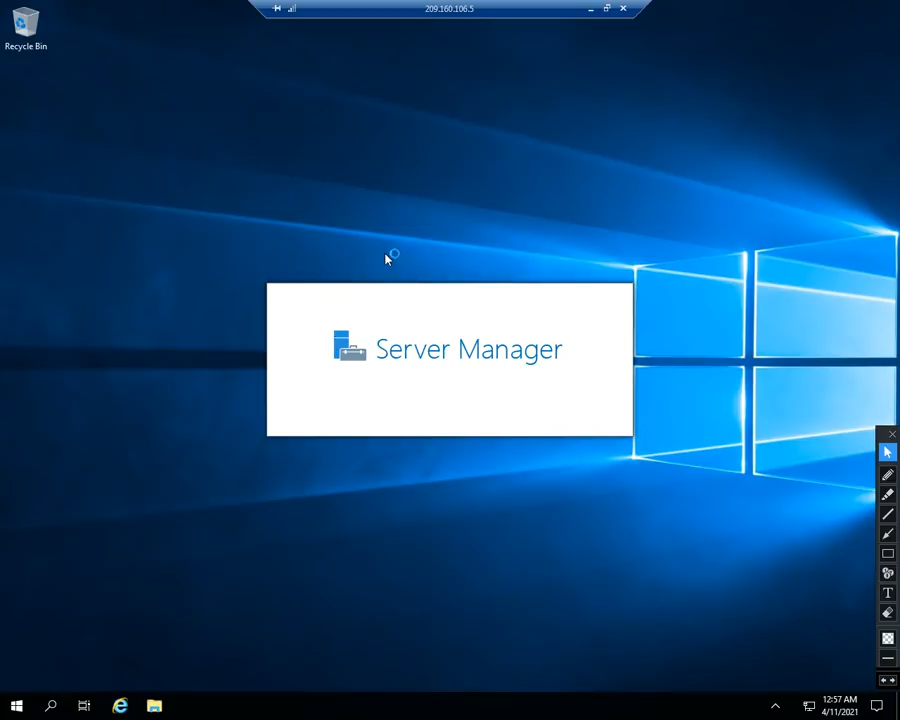 209.160.106.5
Recycle Bin
Server Manager
T
12:57 AM
4/11/2021